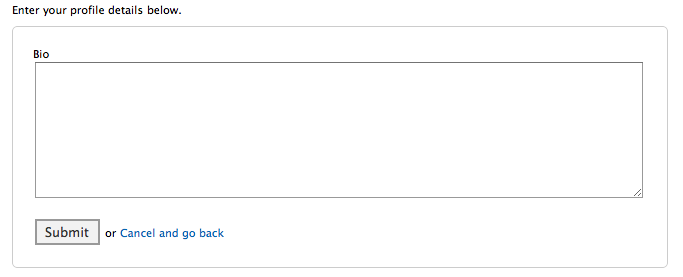 Enter your profile details below.
Bio
Submit or Cancel and go back